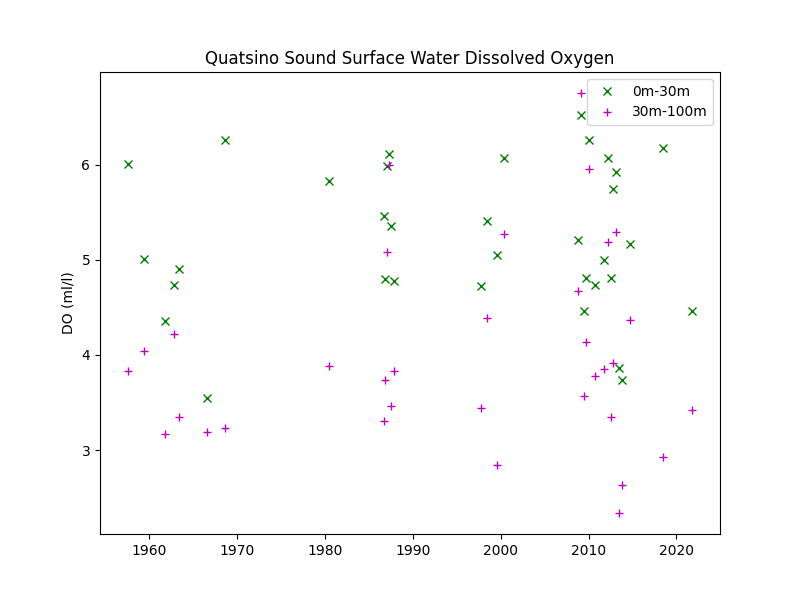 Quatsino Sound Surface Water Dissolved Oxygen
0m-30m
30m-100m
DO (ml/l)
6
5
4
3
1960 1970 1980 1990 2000 2010 2020